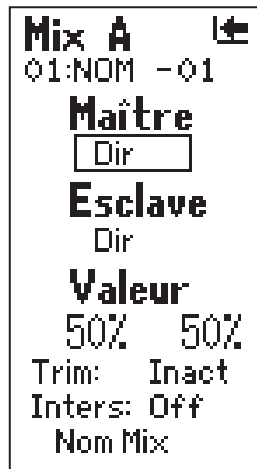 Mix A
01:NOM -01
Maître
Dir
Esclave
Dir
Valeur
50% 50%
Trim: Inact
Inters: Off
Nom Mix